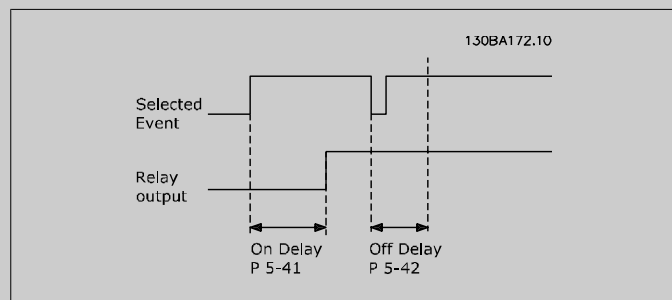 130BA172.10
Selected
Event
Relay
output
On Delay
P 5-41
Off Delay
P 5-42